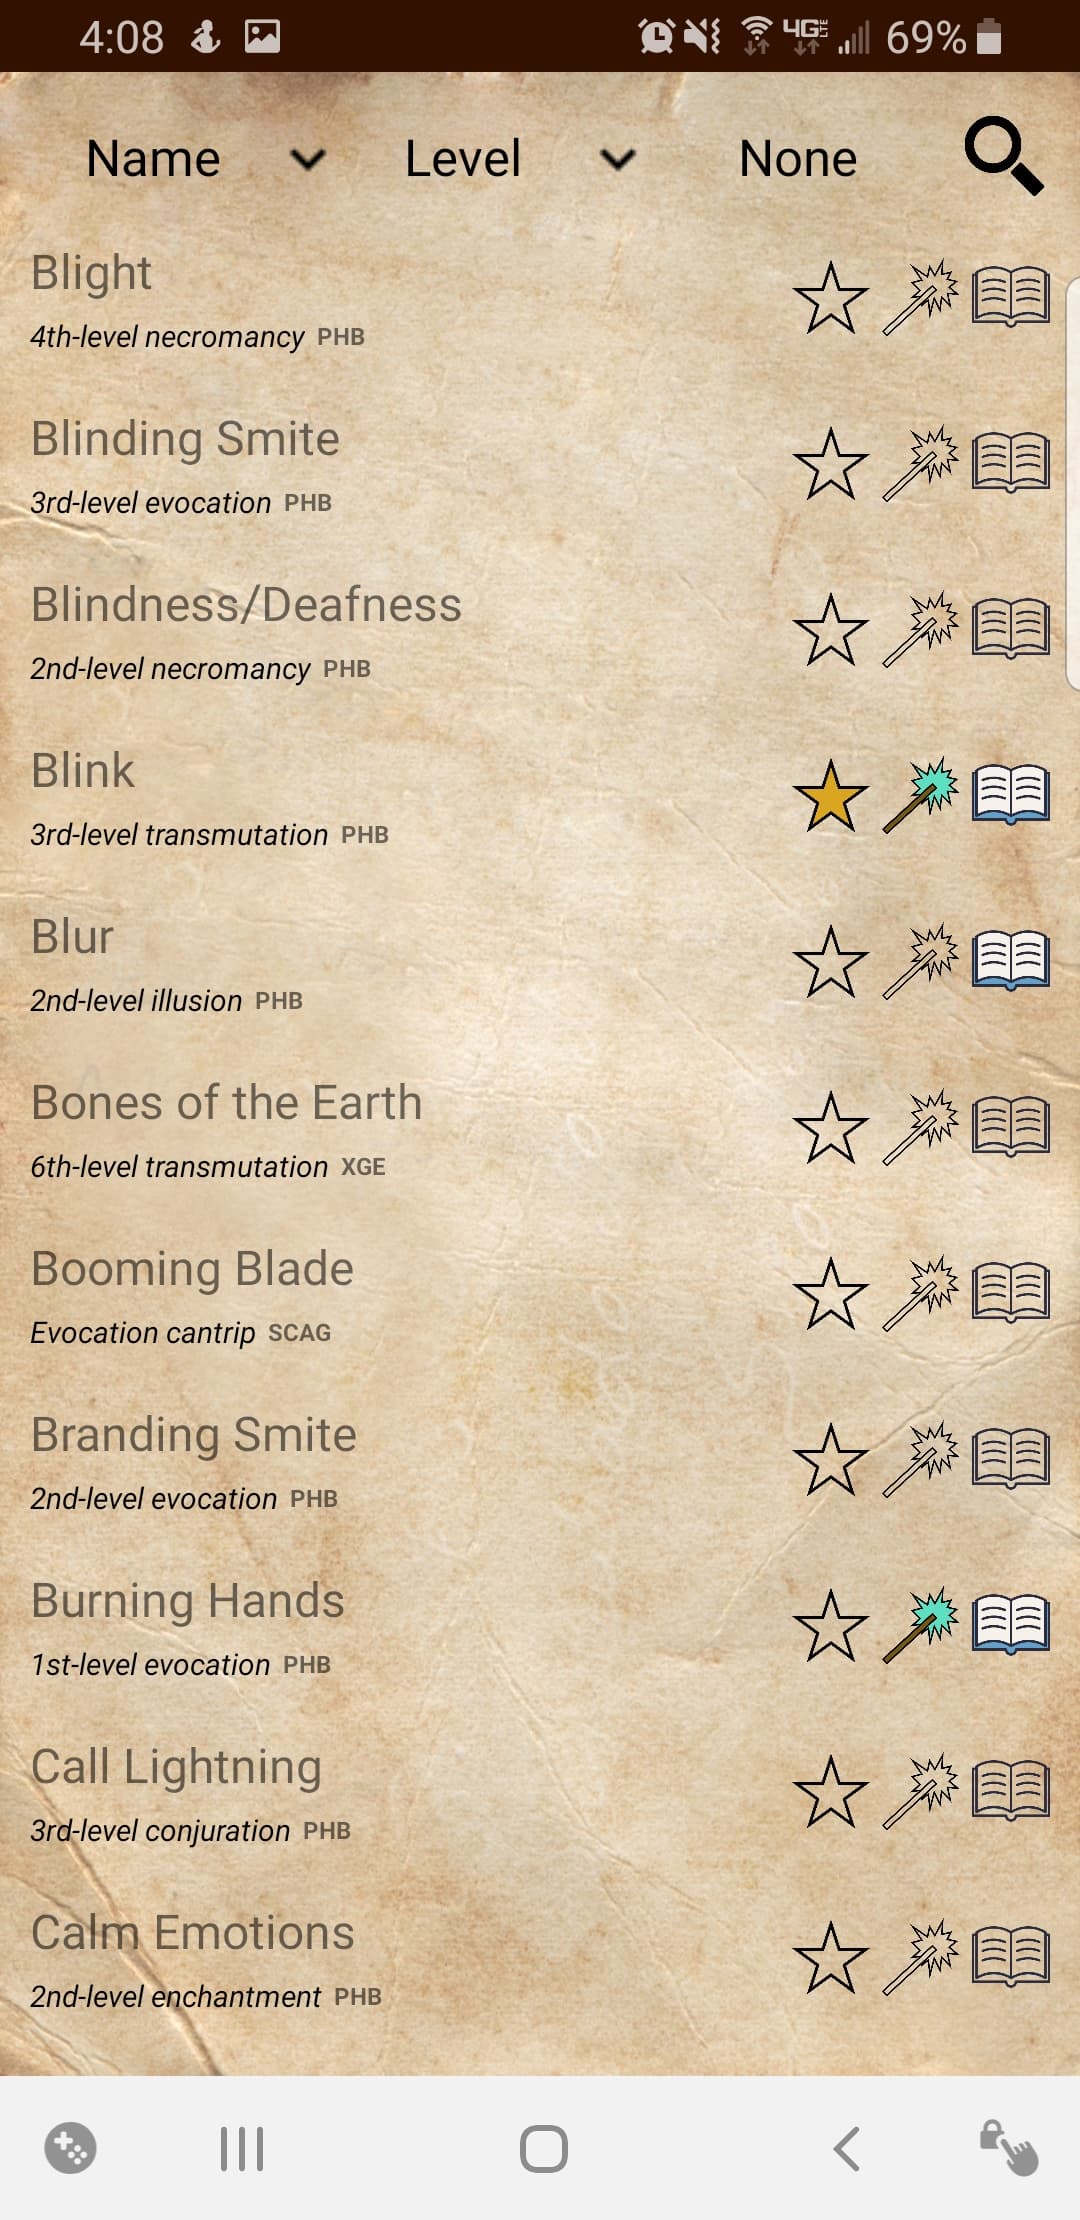 4:08 4G LTE 69%
Name Level None
Blight
4th-level necromancy PHB
Blinding Smite
3rd-level evocation PHB
Blindness/Deafness
2nd-level necromancy PHB
Blink
3rd-level transmutation PHB
Blur
2nd-level illusion PHB
Bones of the Earth
6th-level transmutation XGE
Booming Blade
Evocation cantrip SCAG
Branding Smite
2nd-level evocation PHB
Burning Hands
1st-level evocation PHB
Call Lightning
3rd-level conjuration PHB
Calm Emotions
2nd-level enchantment PHB